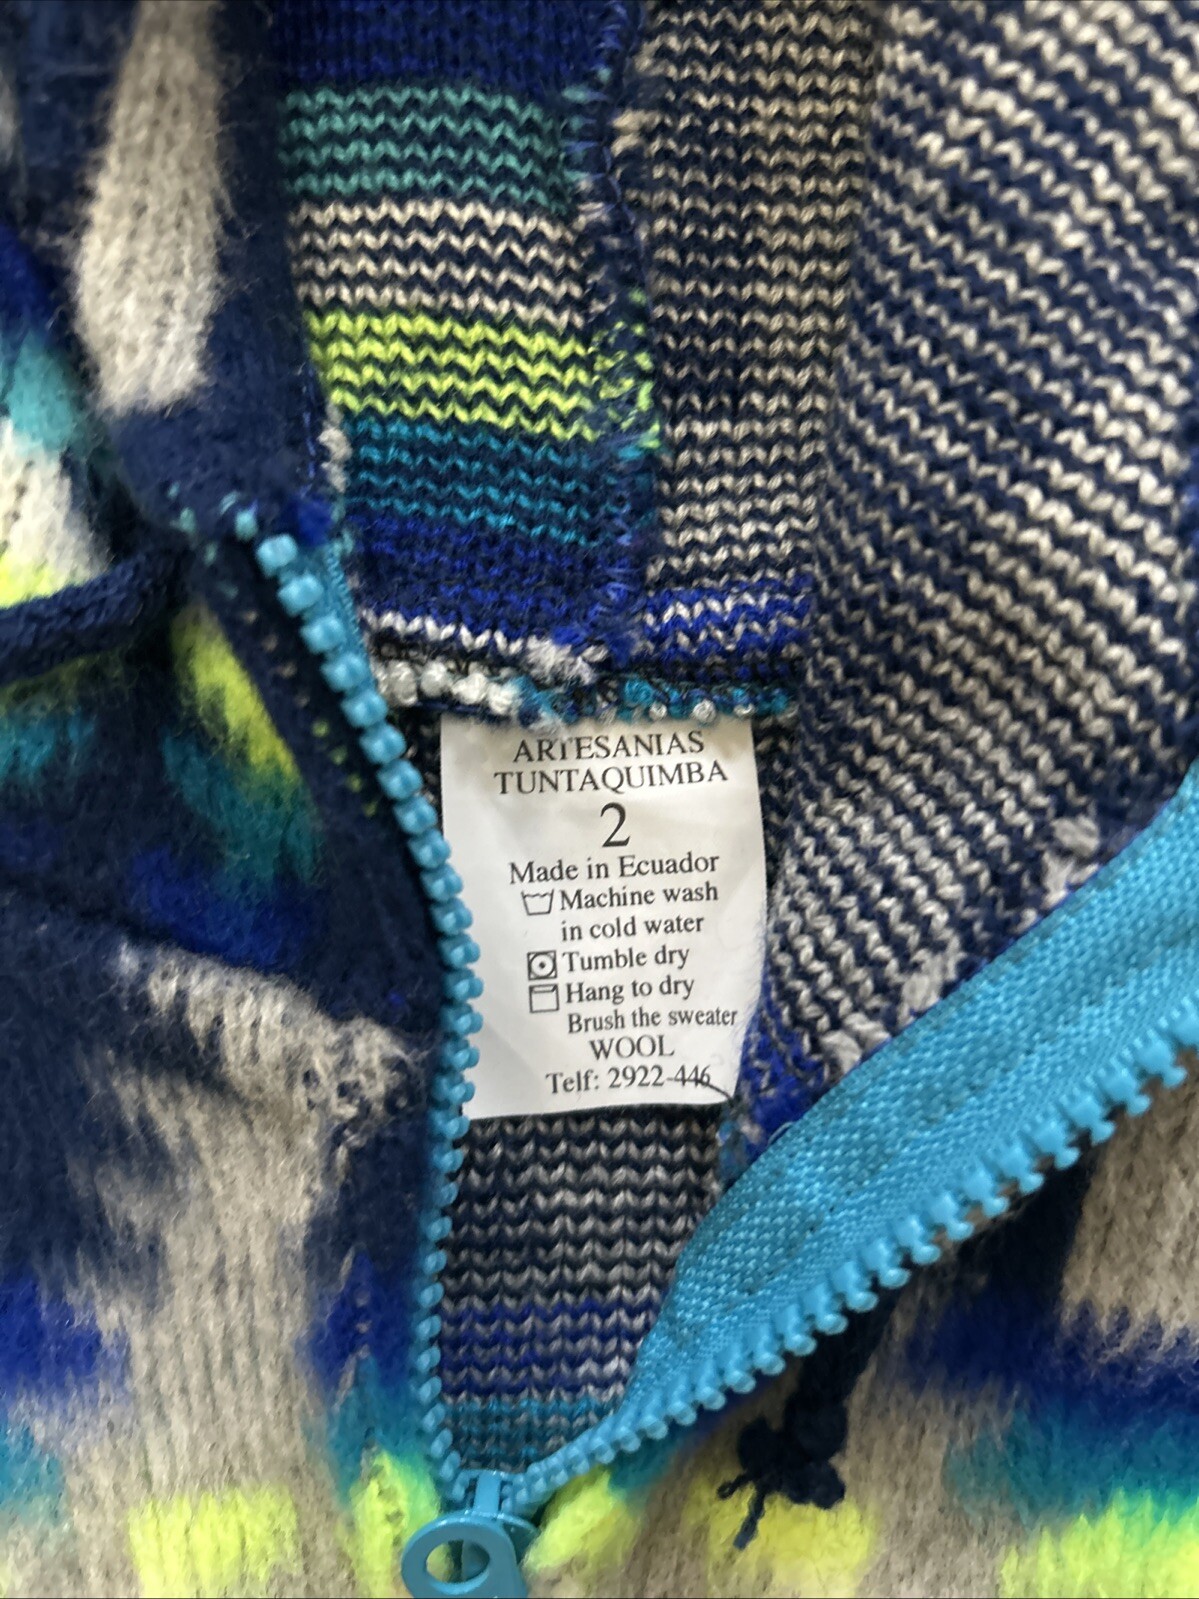 ARTESANIAS
TUNTAQUIMBA
2
Made in Ecuador
Machine wash
in cold water
Tumble dry
Hang to dry
Brush the sweater
WOOL
Telf: 2922-446